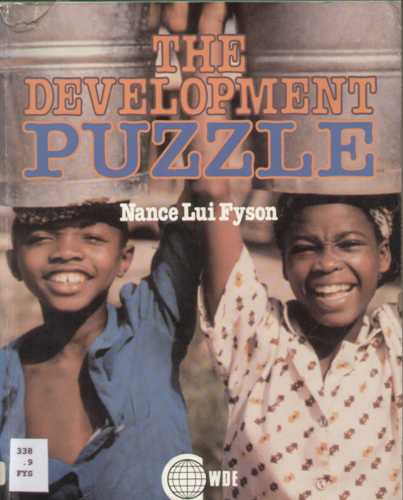 THE
DEVELOPMENT
PUZZLE
Nance Lui Fyson
338
.9
FYS
WDE